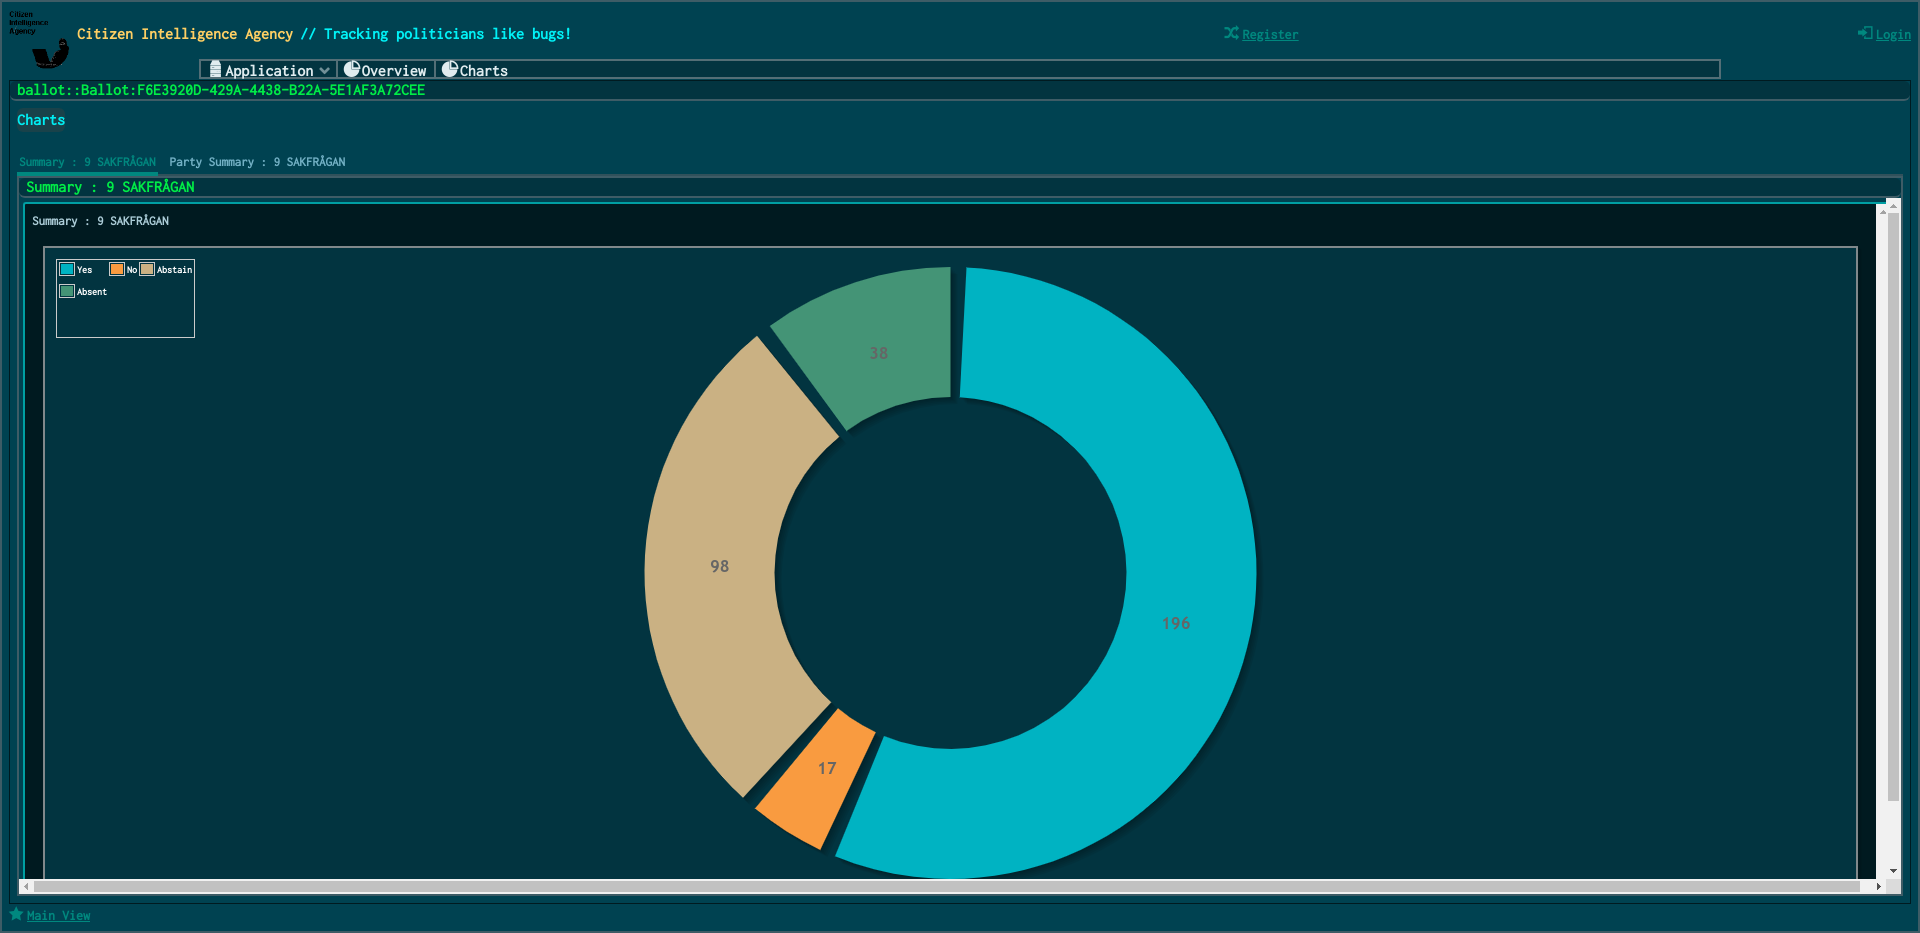 Citizen
Intelligence
Agency
Citizen Intelligence Agency // Tracking politicians like bugs!
Register
Login
Application
Overview
Charts
ballot::Ballot:F6E3920D-429A-4438-B22A-5E1AF3A72CEE
Charts
Summary : 9 SAKFRÅGAN
Party Summary : 9 SAKFRÅGAN
Summary : 9 SAKFRÅGAN
Summary : 9 SAKFRÅGAN
Yes No Abstain
Absent
38
98
196
17
Main View